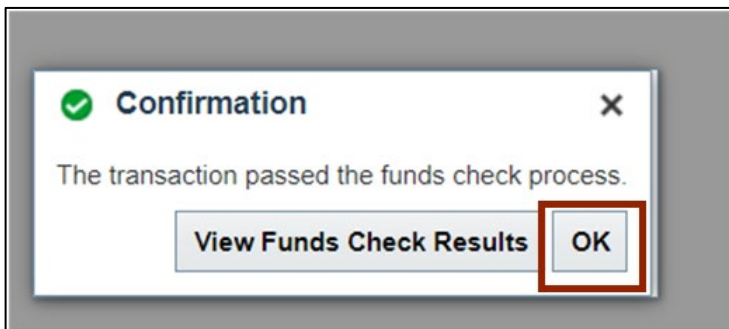 Confirmation
The transaction passed the funds check process.
View Funds Check Results OK